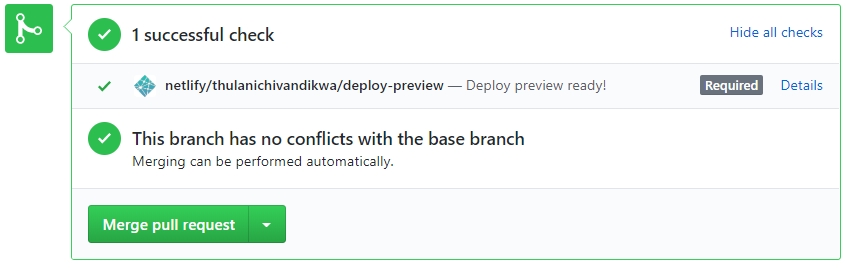 1 successful check
Hide all checks
netlify/thulanichivandikwa/deploy-preview — Deploy preview ready!
Required
Details
This branch has no conflicts with the base branch
Merging can be performed automatically.
Merge pull request